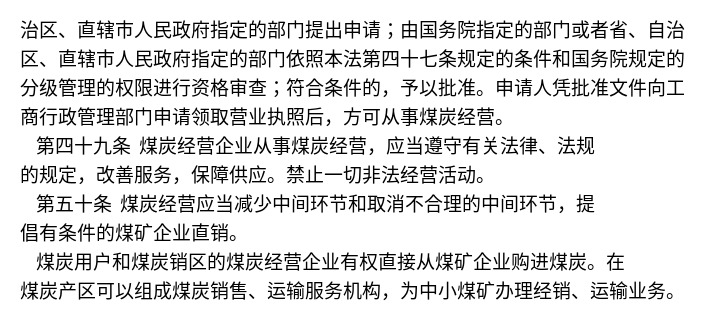 治区、直辖市人民政府指定的部门提出申请；由国务院指定的部门或者省、自治
区、直辖市人民政府指定的部门依照本法第四十七条规定的条件和国务院规定的
分级管理的权限进行资格审查；符合条件的，予以批准。申请人凭批准文件向工
商行政管理部门申请领取营业执照后，方可从事煤炭经营。
第四十九条 煤炭经营企业从事煤炭经营，应当遵守有关法律、法规
的规定，改善服务，保障供应。禁止一切非法经营活动。
第五十条 煤炭经营应当减少中间环节和取消不合理的中间环节，提
倡有条件的煤矿企业直销。
煤炭用户和煤炭销区的煤炭经营企业有权直接从煤矿企业购进煤炭。在
煤炭产区可以组成煤炭销售、运输服务机构，为中小煤矿办理经销、运输业务。